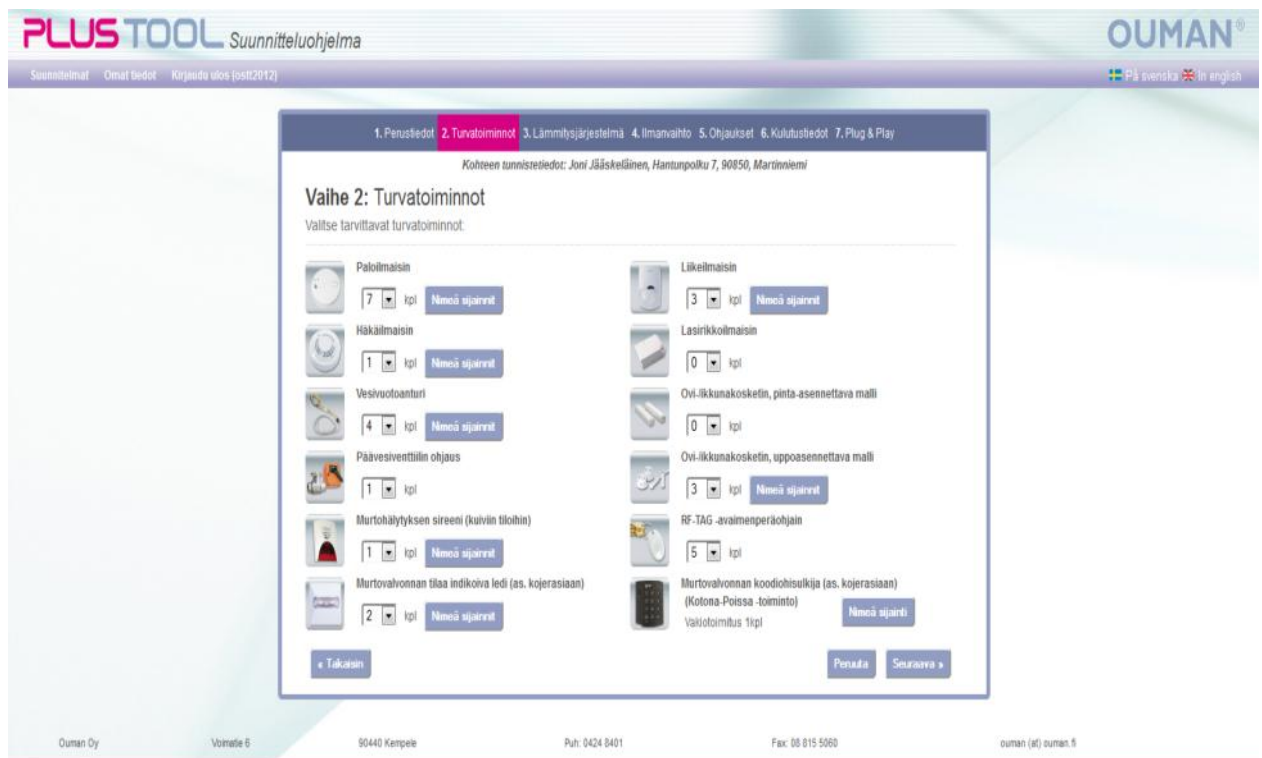 PLUS TOOL Suunnitteluohjelma
OUMAN®
Suunnitelmat Omat tiedot Kirjaudu ulos (ostt2012)
På svenska In english
1. Perustiedot 2. Turvatoiminnot 3. Lämmitysjärjestelmä 4. Ilmanvaihto 5. Ohjaukset 6. Kulutustiedot 7. Plug & Play
Kohteen tunnistetiedot: Joni Jääskeläinen, Hantunpolku 7, 90850, Martinniemi
Vaihe 2: Turvatoiminnot
Valitse tarvittavat turvatoiminnot:
Paloilmaisin
7 kpl Nimeä sijainnit
Häkäilmaisin
1 kpl Nimeä sijainnit
Vesivuotoanturi
4 kpl Nimeä sijainnit
Päävesiventtiilin ohjaus
1 kpl
Murtohälytyksen sireeni (kuiviin tiloihin)
1 kpl Nimeä sijainnit
Murtovalvonnan tilaa indikoiva ledi (as. kojerasiaan)
2 kpl Nimeä sijainnit
Liikeilmaisin
3 kpl Nimeä sijainnit
Lasirikkoilmaisin
0 kpl
Ovi-/ikkunakosketin, pinta-asennettava malli
0 kpl
Ovi-/ikkunakosketin, uppoasennettava malli
3 kpl Nimeä sijainnit
RF-TAG -avaimenperäohjain
5 kpl
Murtovalvonnan koodiohisulkija (as. kojerasiaan)
(Kotona-Poissa -toiminto)
Vakiotoimitus 1kpl
Nimeä sijainti
« Takaisin
Peruuta Seuraava »
Ouman Oy Voimatie 6 90440 Kempele Puh: 0424 8401 Fax: 08 815 5060 ouman (at) ouman.fi